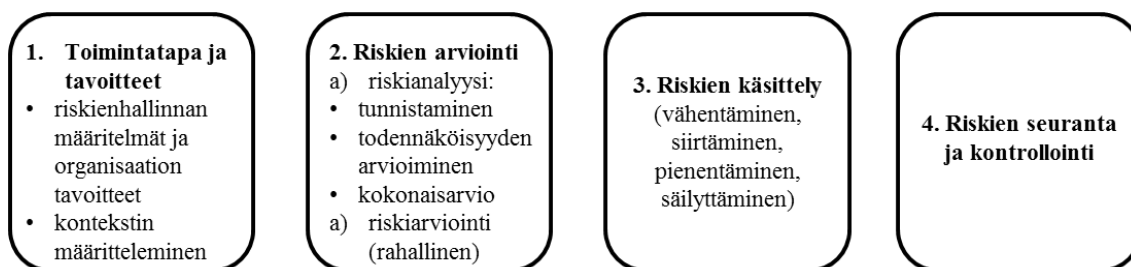 1. Toimintatapa ja
tavoitteet
• riskienhallinnan
määritelmät ja
organisaation
tavoitteet
• kontekstin
määritteleminen
2. Riskien arviointi
a) riskianalyysi:
• tunnistaminen
• todennäköisyyden
arvioiminen
• kokonaisarvio
a) riskiarviointi
(rahallinen)
3. Riskien käsittely
(vähentäminen,
siirtäminen,
pienentäminen,
säilyttäminen)
4. Riskien seuranta
ja kontrollointi